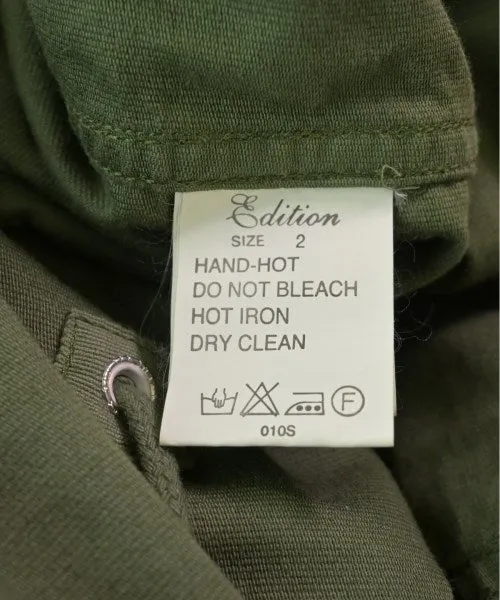 Edition
SIZE 2
HAND-HOT
DO NOT BLEACH
HOT IRON
DRY CLEAN
F
010S